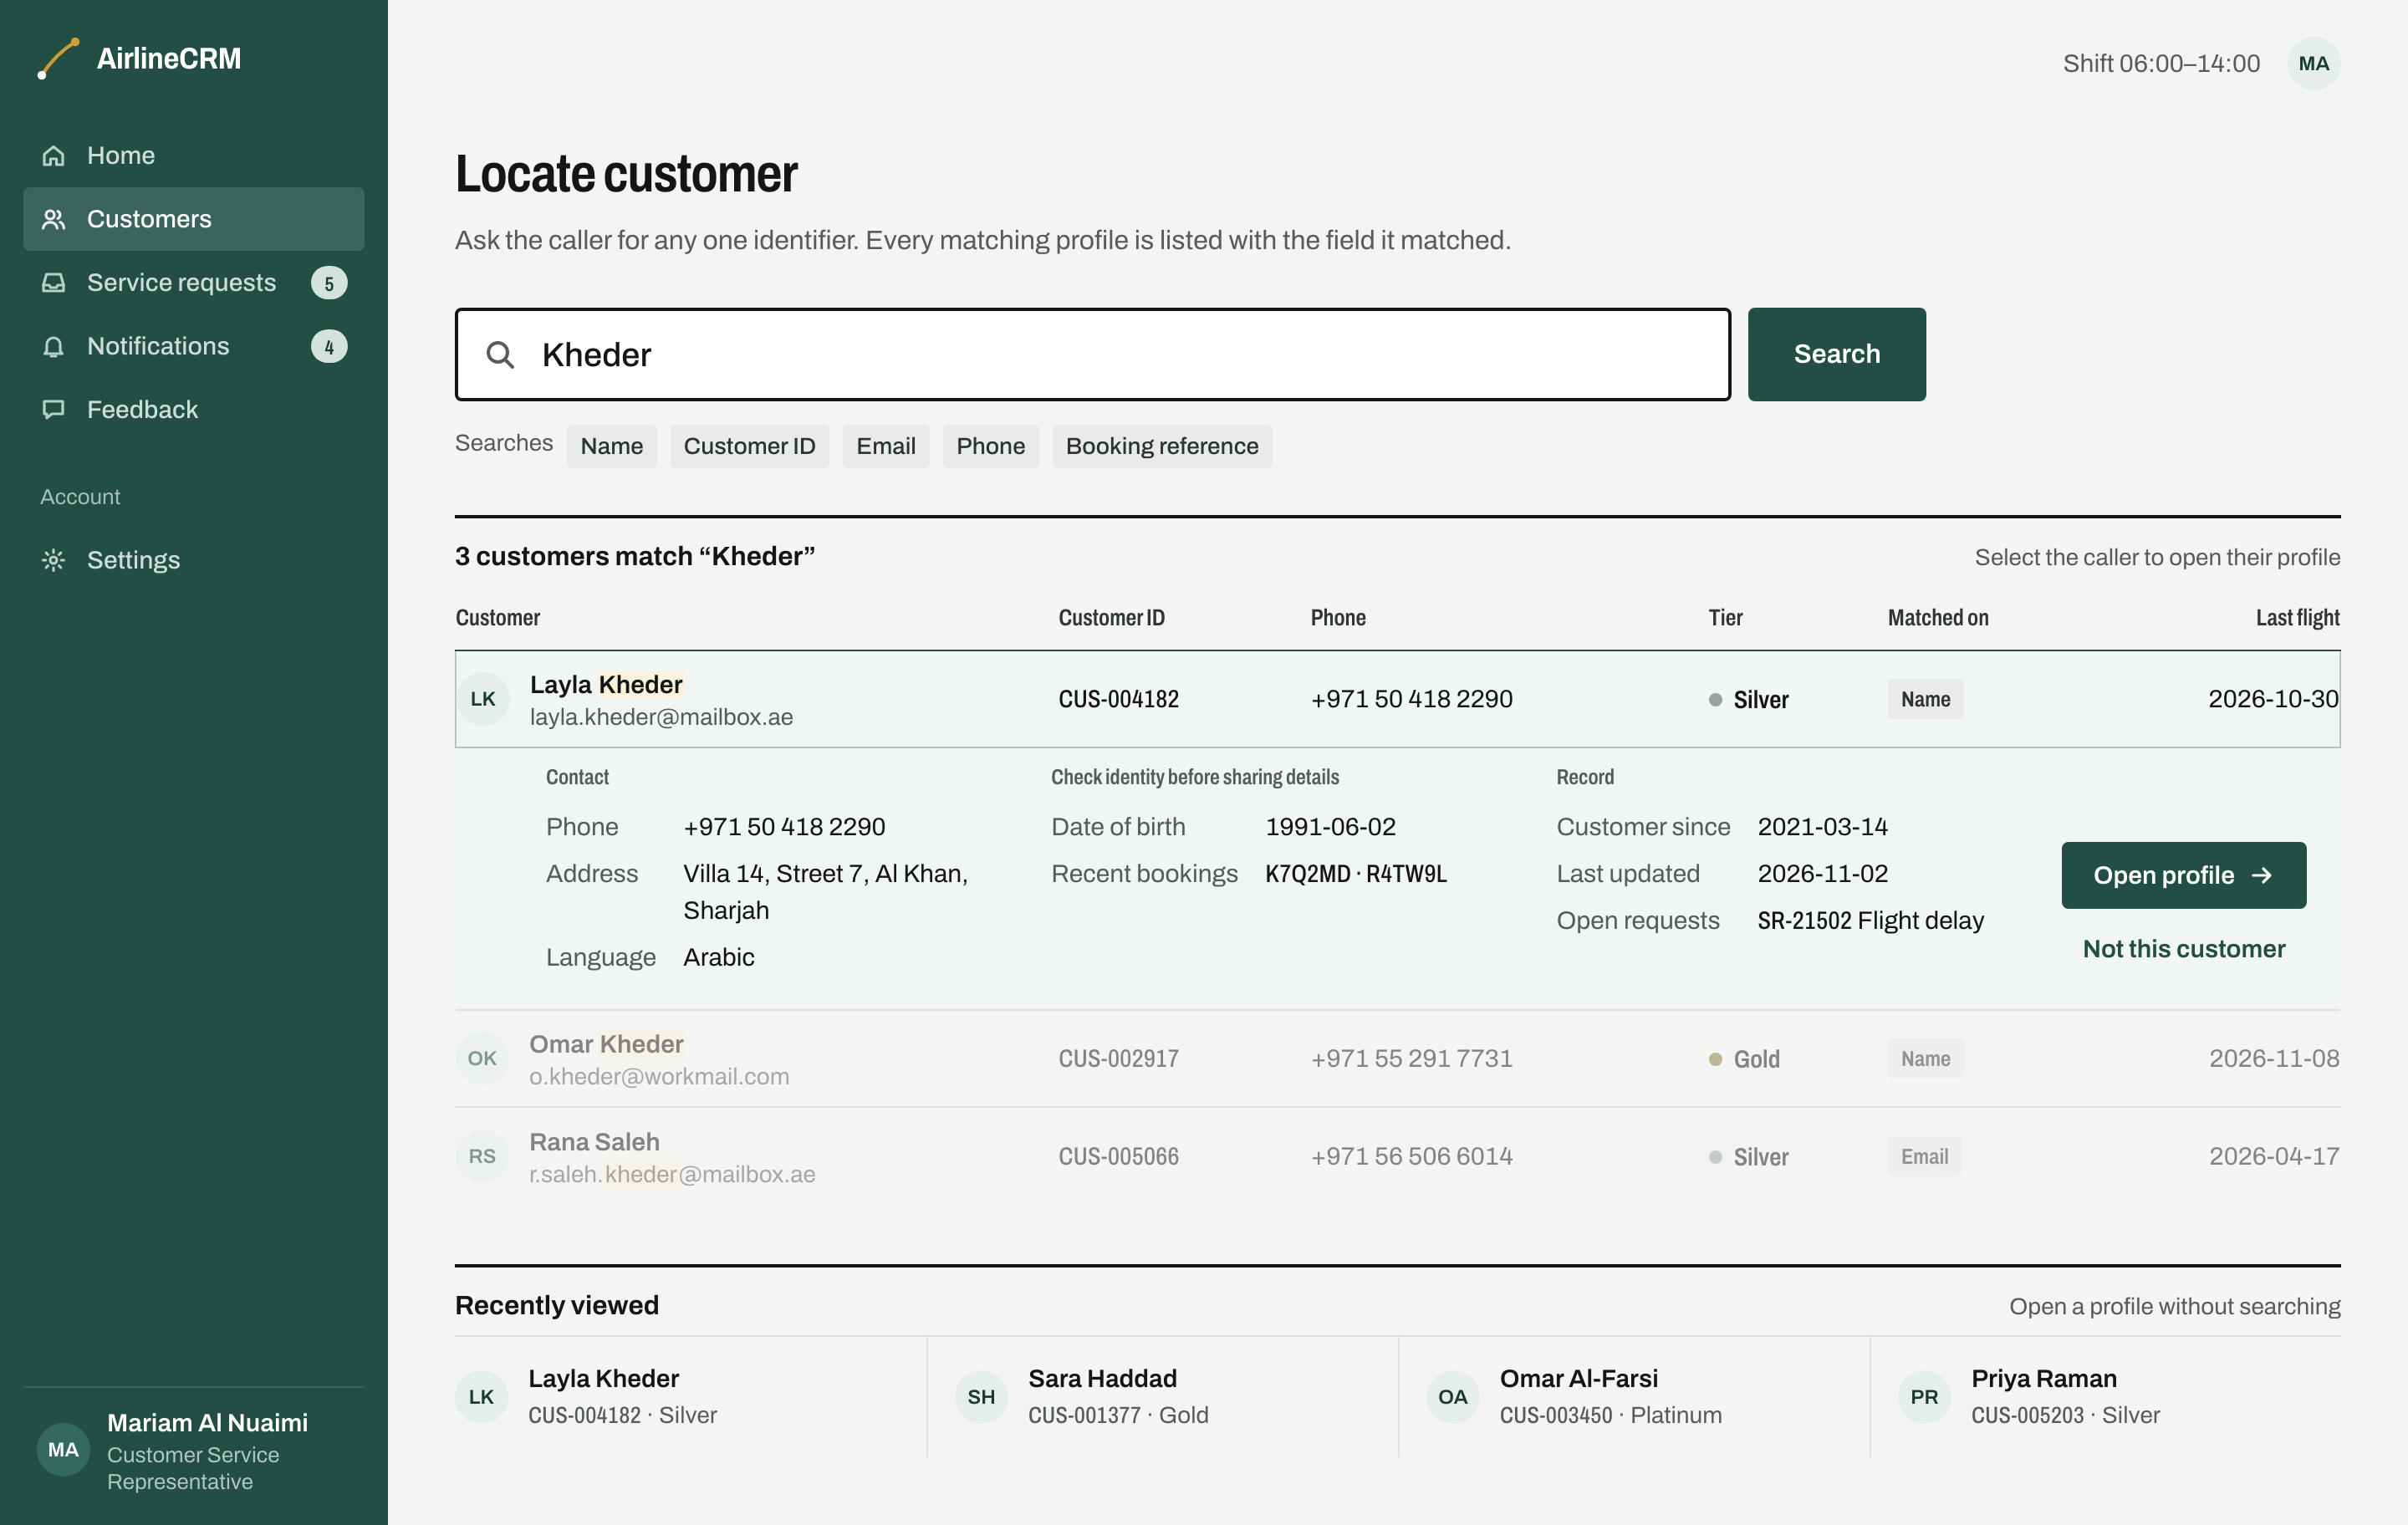 AirlineCRM
Home
Customers
Service requests 5
Notifications 4
Feedback
Account
Settings
MA
Mariam Al Nuaimi
Customer Service
Representative
Shift 06:00–14:00 MA
Locate customer
Ask the caller for any one identifier. Every matching profile is listed with the field it matched.
Kheder
Search
Searches Name Customer ID Email Phone Booking reference
3 customers match “Kheder” Select the caller to open their profile
Customer Customer ID Phone Tier Matched on Last flight
LK Layla Kheder CUS-004182 +971 50 418 2290 Silver Name 2026-10-30
layla.kheder@mailbox.ae
Contact
Phone +971 50 418 2290
Address Villa 14, Street 7, Al Khan,
Sharjah
Language Arabic
Check identity before sharing details
Date of birth 1991-06-02
Recent bookings K7Q2MD · R4TW9L
Record
Customer since 2021-03-14
Last updated 2026-11-02
Open requests SR-21502 Flight delay
Open profile →
Not this customer
OK Omar Kheder CUS-002917 +971 55 291 7731 Gold Name 2026-11-08
o.kheder@workmail.com
RS Rana Saleh CUS-005066 +971 56 506 6014 Silver Email 2026-04-17
r.saleh.kheder@mailbox.ae
Recently viewed Open a profile without searching
LK Layla Kheder
CUS-004182 · Silver
SH Sara Haddad
CUS-001377 · Gold
OA Omar Al-Farsi
CUS-003450 · Platinum
PR Priya Raman
CUS-005203 · Silver